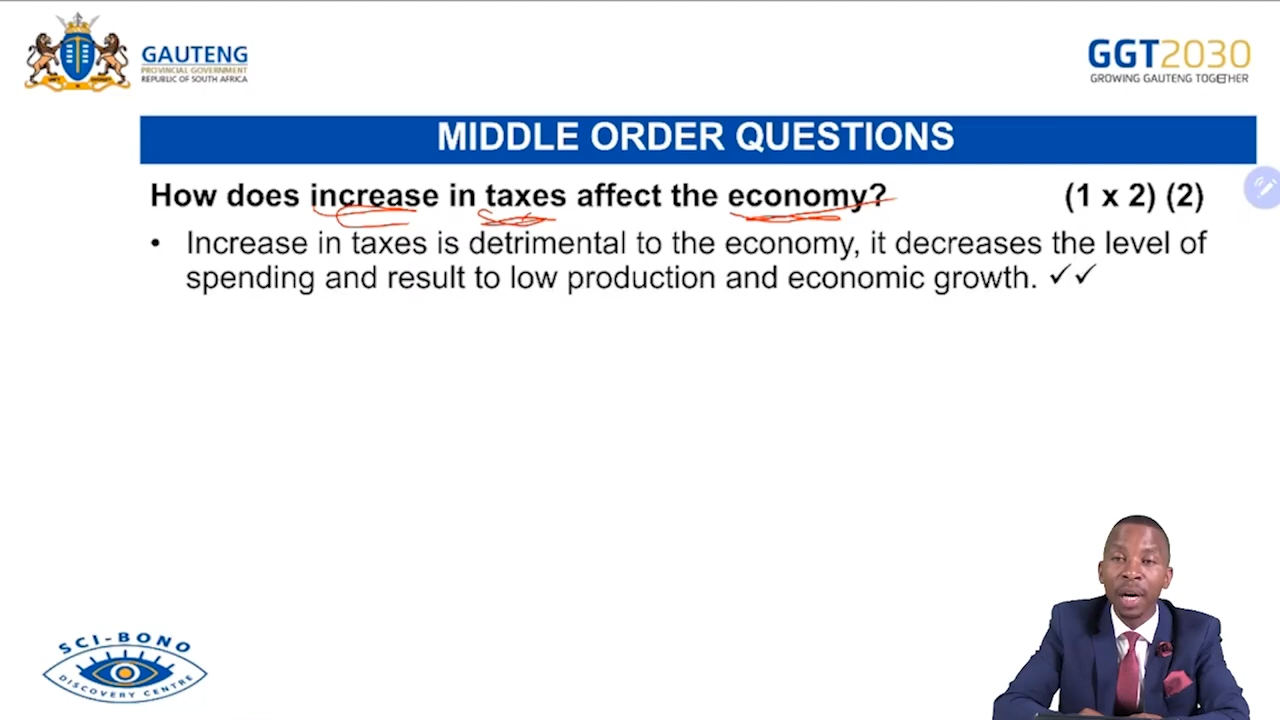 GAUTENG
PROVINCIAL GOVERNMENT
REPUBLIC OF SOUTH AFRICA
GGT2030
GROWING GAUTENG TOGETHER
MIDDLE ORDER QUESTIONS
How does increase in taxes affect the economy? (1 x 2) (2)
• Increase in taxes is detrimental to the economy, it decreases the level of
spending and result to low production and economic growth. ✓✓
SCI-BONO
DISCOVERY CENTRE